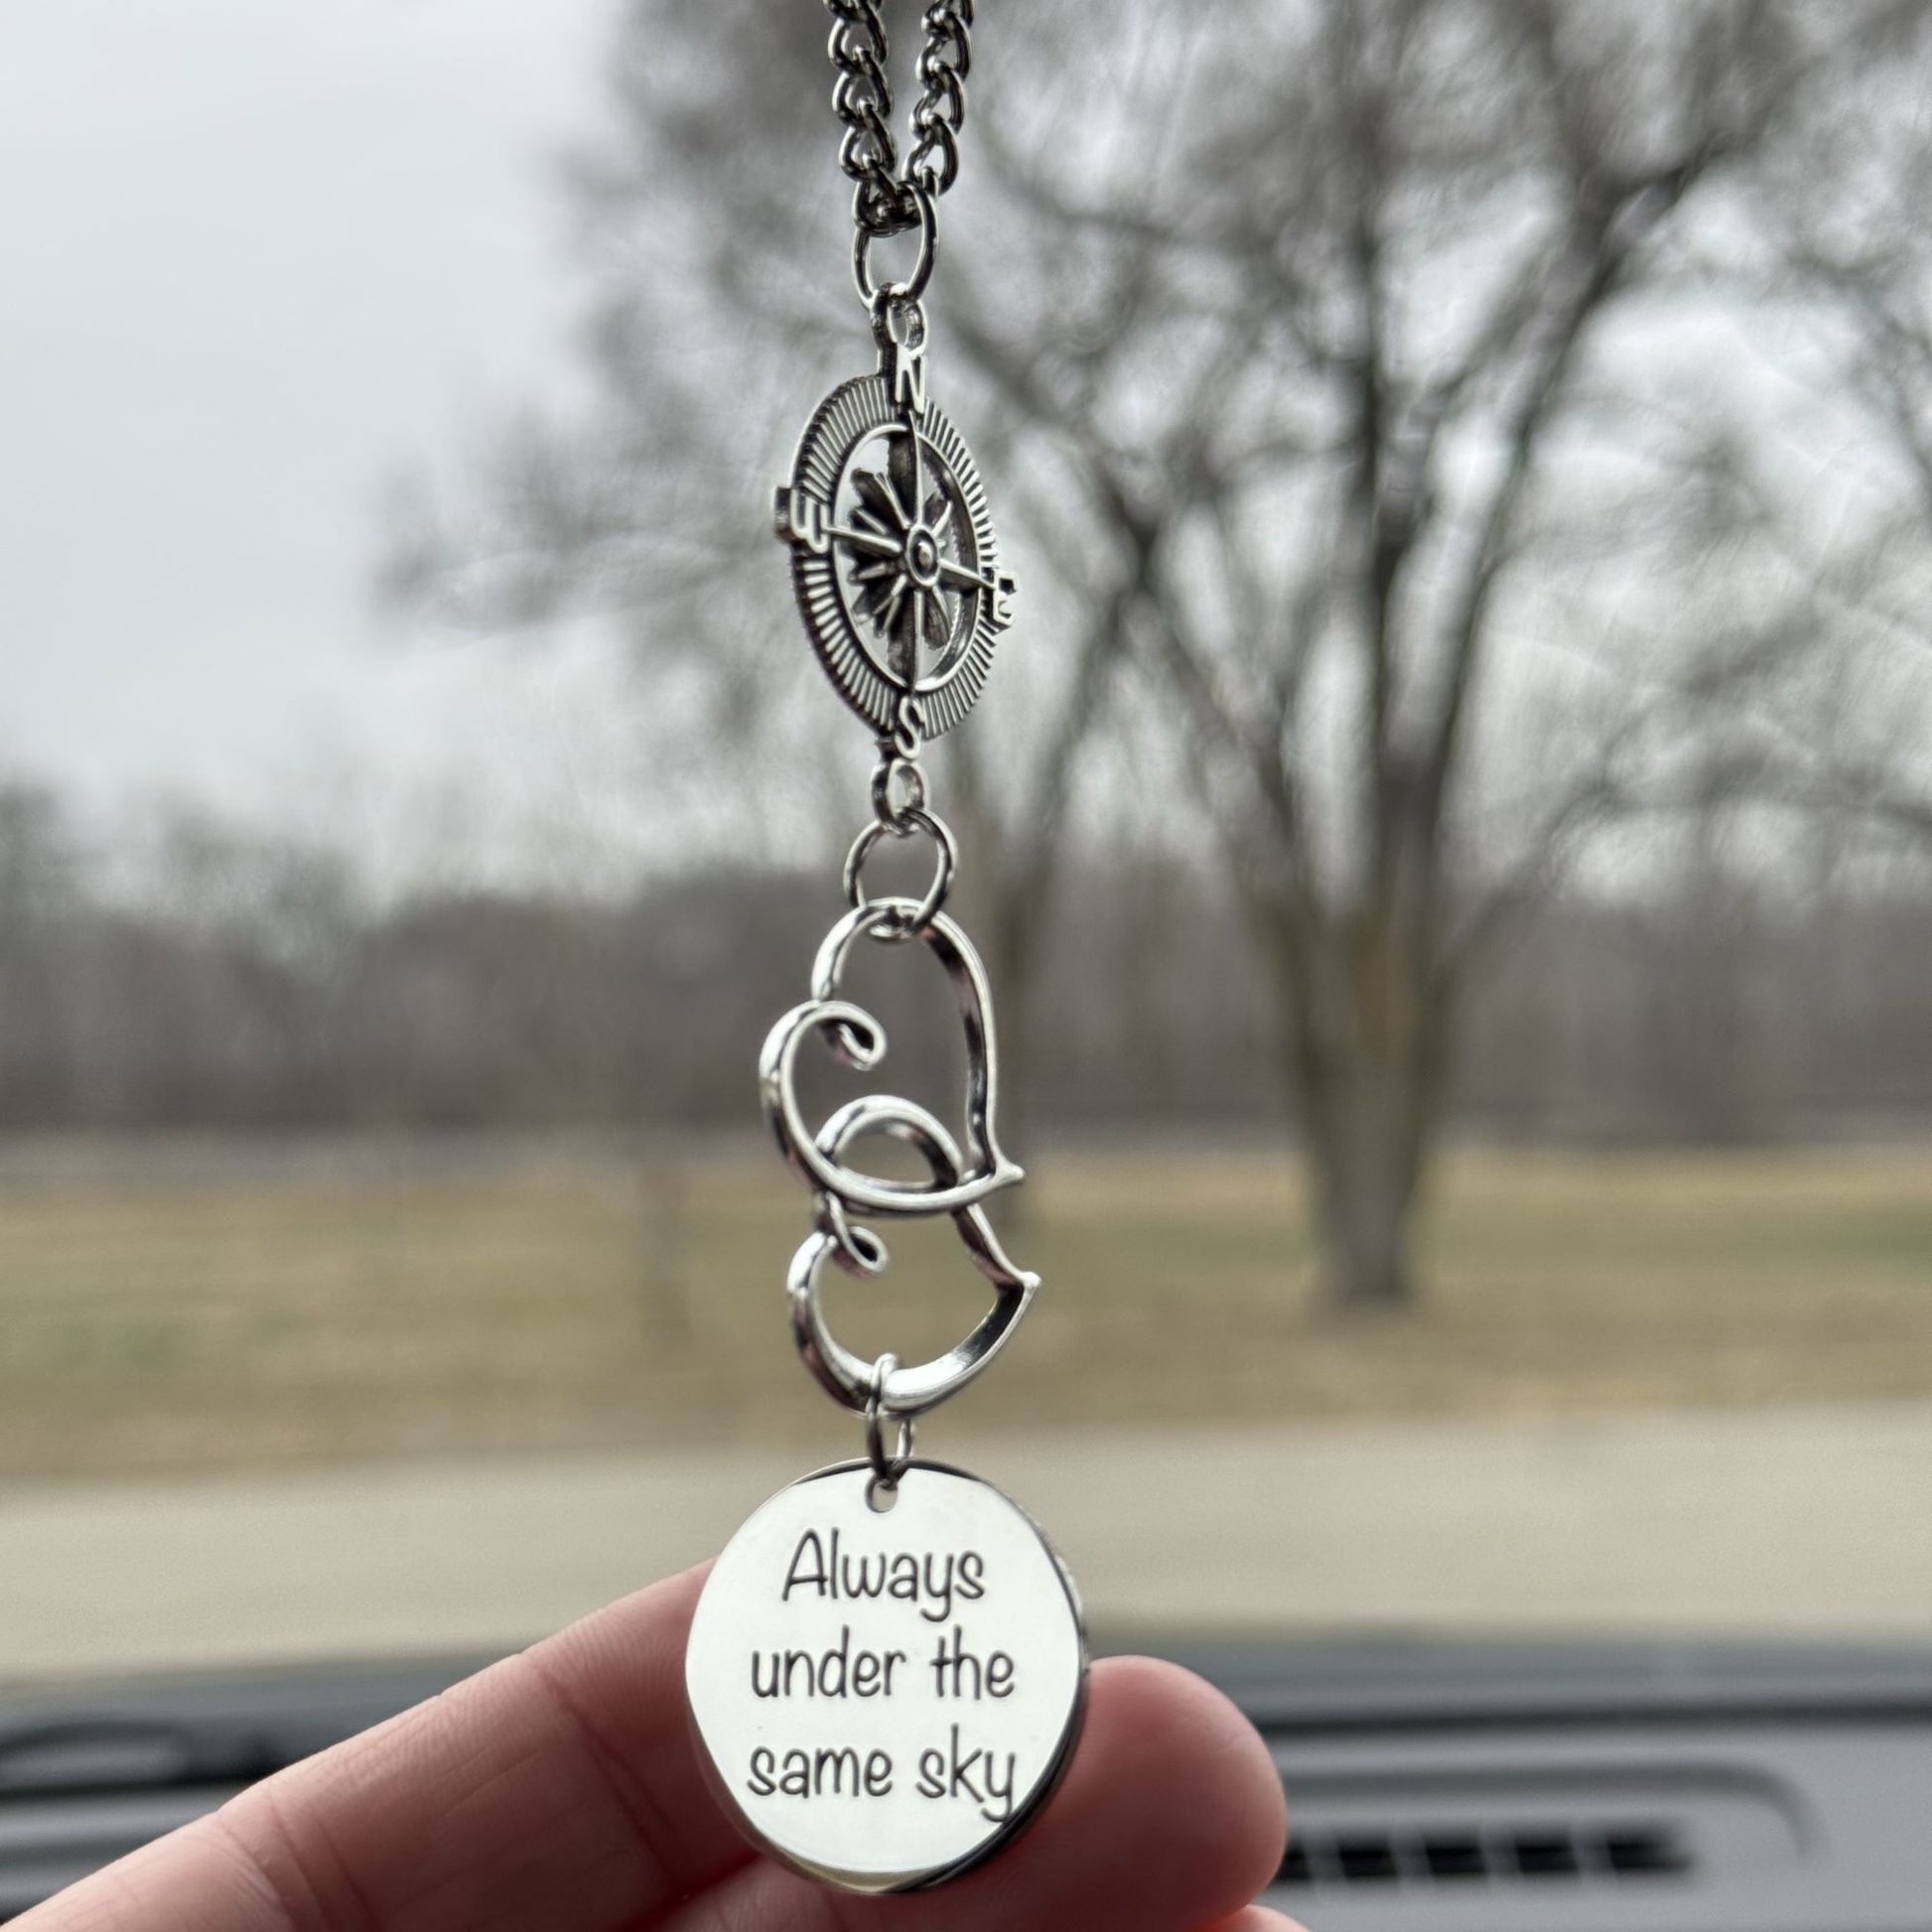 N
E
S
Always
under the
same sky